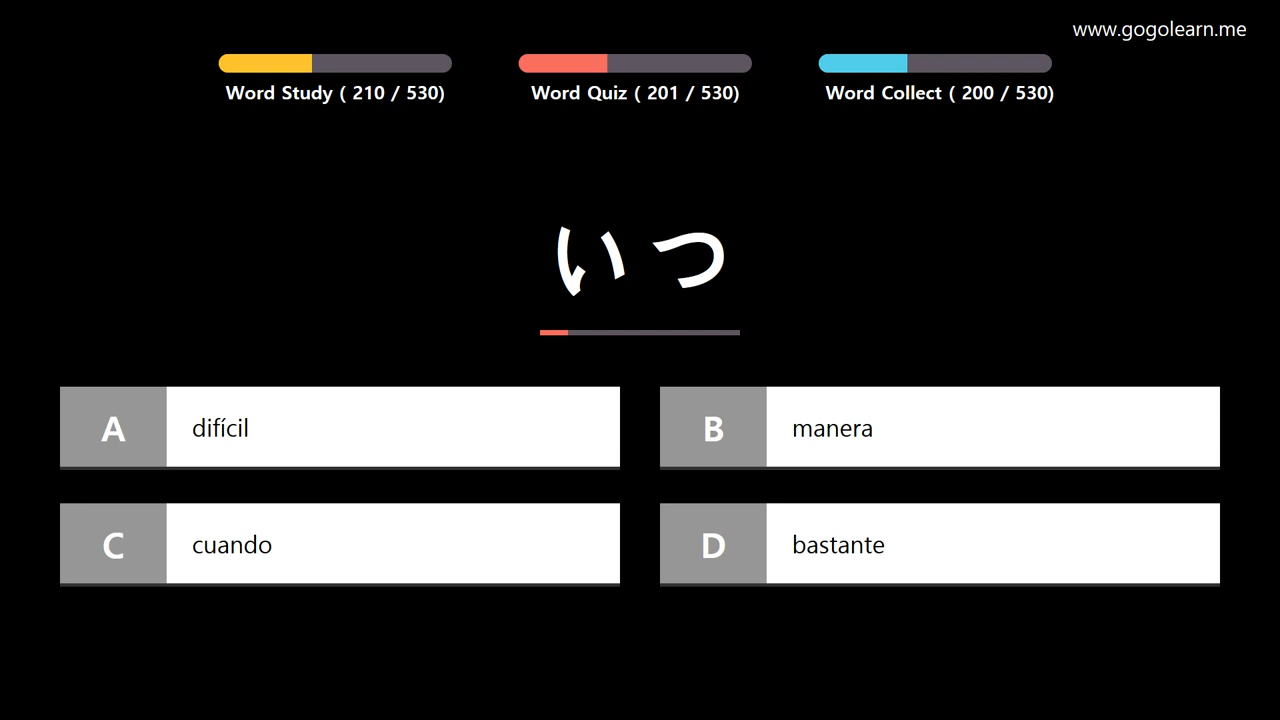 www.gogolearn.me
Word Study ( 210 / 530)
Word Quiz ( 201 / 530)
Word Collect ( 200 / 530)
いつ
A
difícil
B
manera
C
cuando
D
bastante